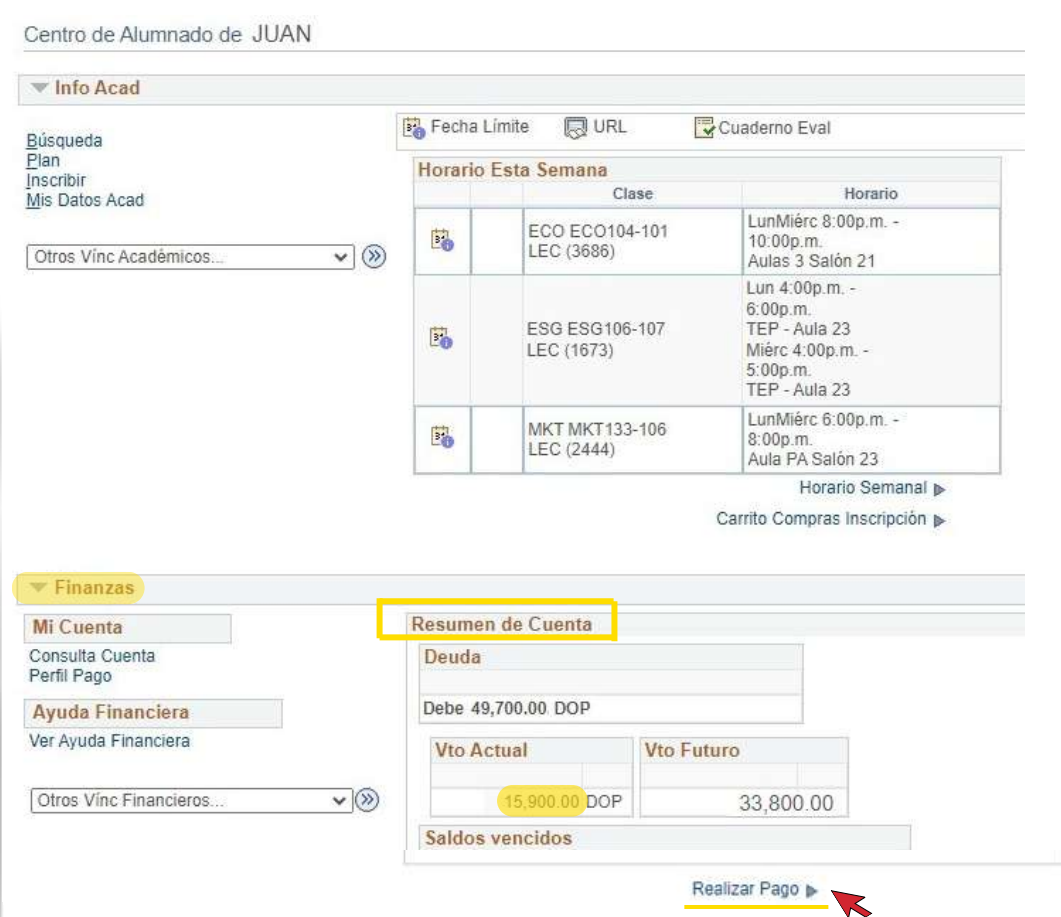 Centro de Alumnado de JUAN
Info Acad
Búsqueda
Plan
Inscribir
Mis Datos Acad
Otros Vínc Académicos...
Fecha Límite URL Cuaderno Eval
Horario Esta Semana
Clase Horario
ECO ECO104-101
LEC (3686)
LunMiérc 8:00p.m. -
10:00p.m.
Aulas 3 Salón 21
ESG ESG106-107
LEC (1673)
Lun 4:00p.m. -
6:00p.m.
TEP - Aula 23
Miérc 4:00p.m. -
5:00p.m.
TEP - Aula 23
MKT MKT133-106
LEC (2444)
LunMiérc 6:00p.m. -
8:00p.m.
Aula PA Salón 23
Horario Semanal
Carrito Compras Inscripción
Finanzas
Mi Cuenta
Consulta Cuenta
Perfil Pago
Ayuda Financiera
Ver Ayuda Financiera
Otros Vínc Financieros...
Resumen de Cuenta
Deuda
Debe 49,700.00 DOP
Vto Actual Vto Futuro
15,900.00 DOP 33,800.00
Saldos vencidos
Realizar Pago